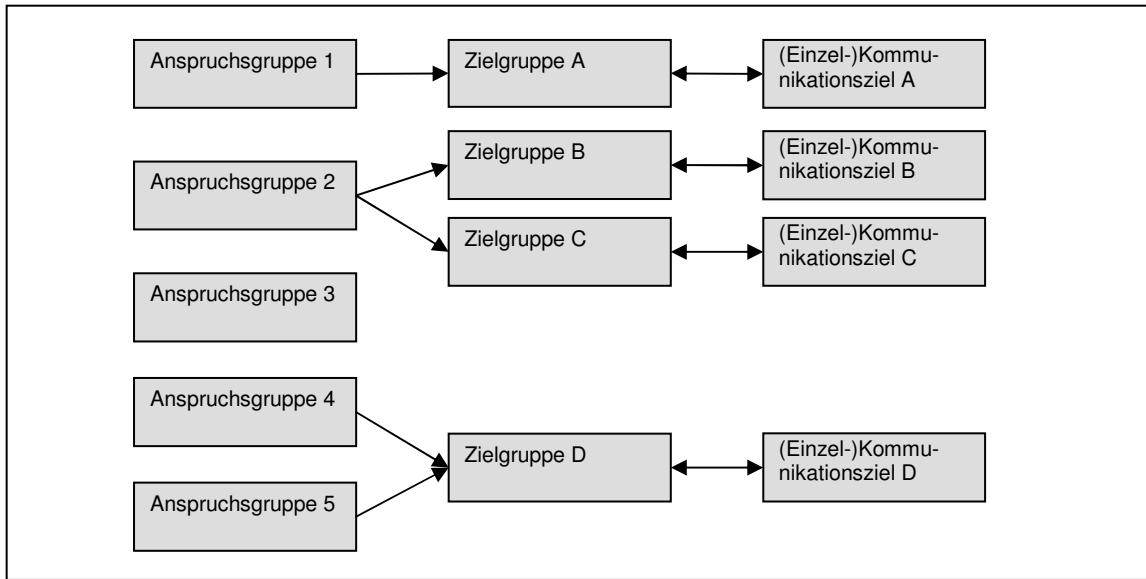 Anspruchsgruppe 1
Zielgruppe A
(Einzel-)Kommu-
nikationsziel A
Anspruchsgruppe 2
Zielgruppe B
(Einzel-)Kommu-
nikationsziel B
Zielgruppe C
(Einzel-)Kommu-
nikationsziel C
Anspruchsgruppe 3
Anspruchsgruppe 4
Zielgruppe D
(Einzel-)Kommu-
nikationsziel D
Anspruchsgruppe 5